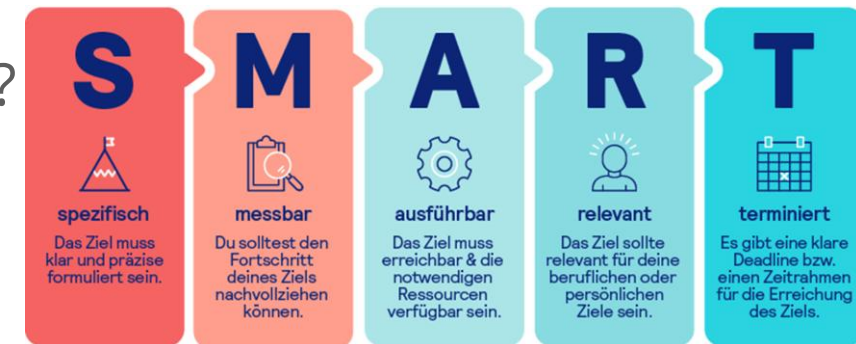 ?
S
spezifisch
Das Ziel muss
klar und präzise
formuliert sein.
M
messbar
Du solltest den
Fortschritt
deines Ziels
nachvollziehen
können.
A
ausführbar
Das Ziel muss
erreichbar & die
notwendigen
Ressourcen
verfügbar sein.
R
relevant
Das Ziel sollte
relevant für deine
beruflichen oder
persönlichen
Ziele sein.
T
terminiert
Es gibt eine klare
Deadline bzw.
einen Zeitrahmen
für die Erreichung
des Ziels.